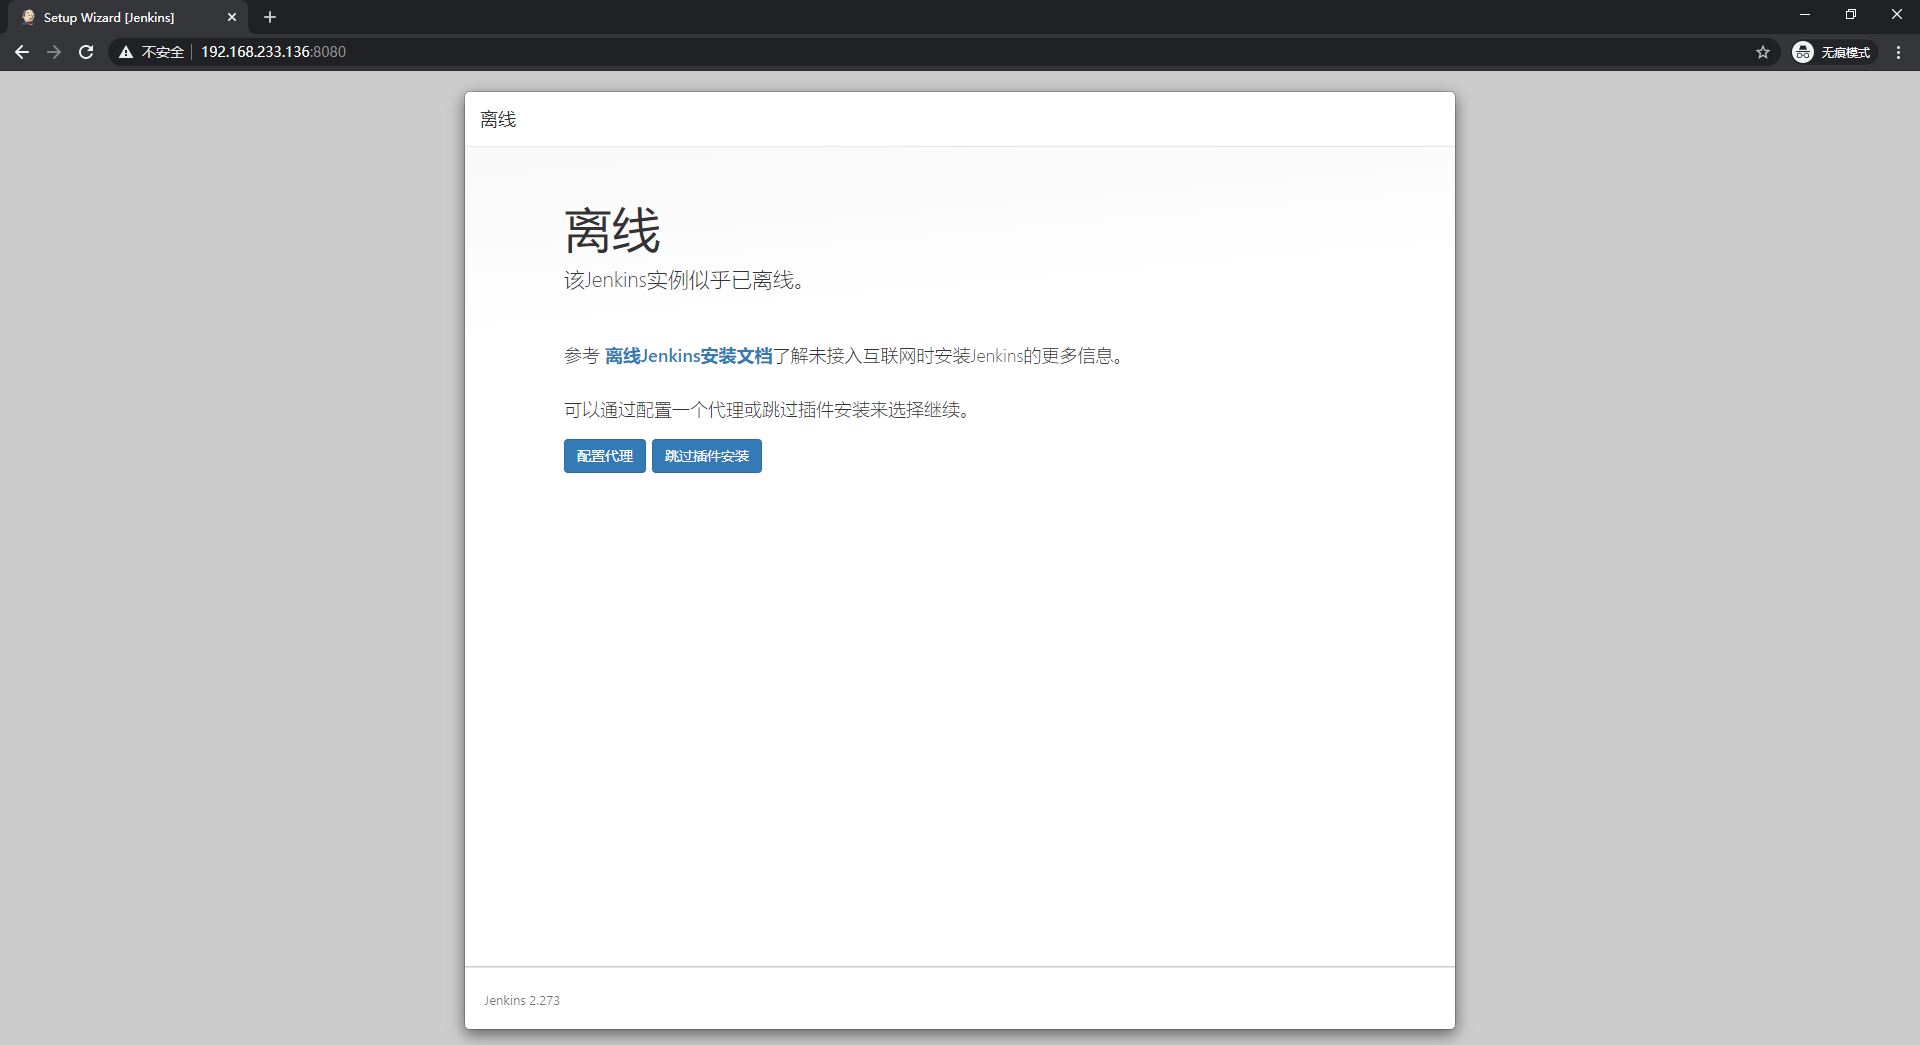 Setup Wizard [Jenkins]
不安全 192.168.233.136:8080 无痕模式
离线
离线
该Jenkins实例似乎已离线。
参考 离线Jenkins安装文档了解未接入互联网时安装Jenkins的更多信息。
可以通过配置一个代理或跳过插件安装来选择继续。
配置代理 跳过插件安装
Jenkins 2.273